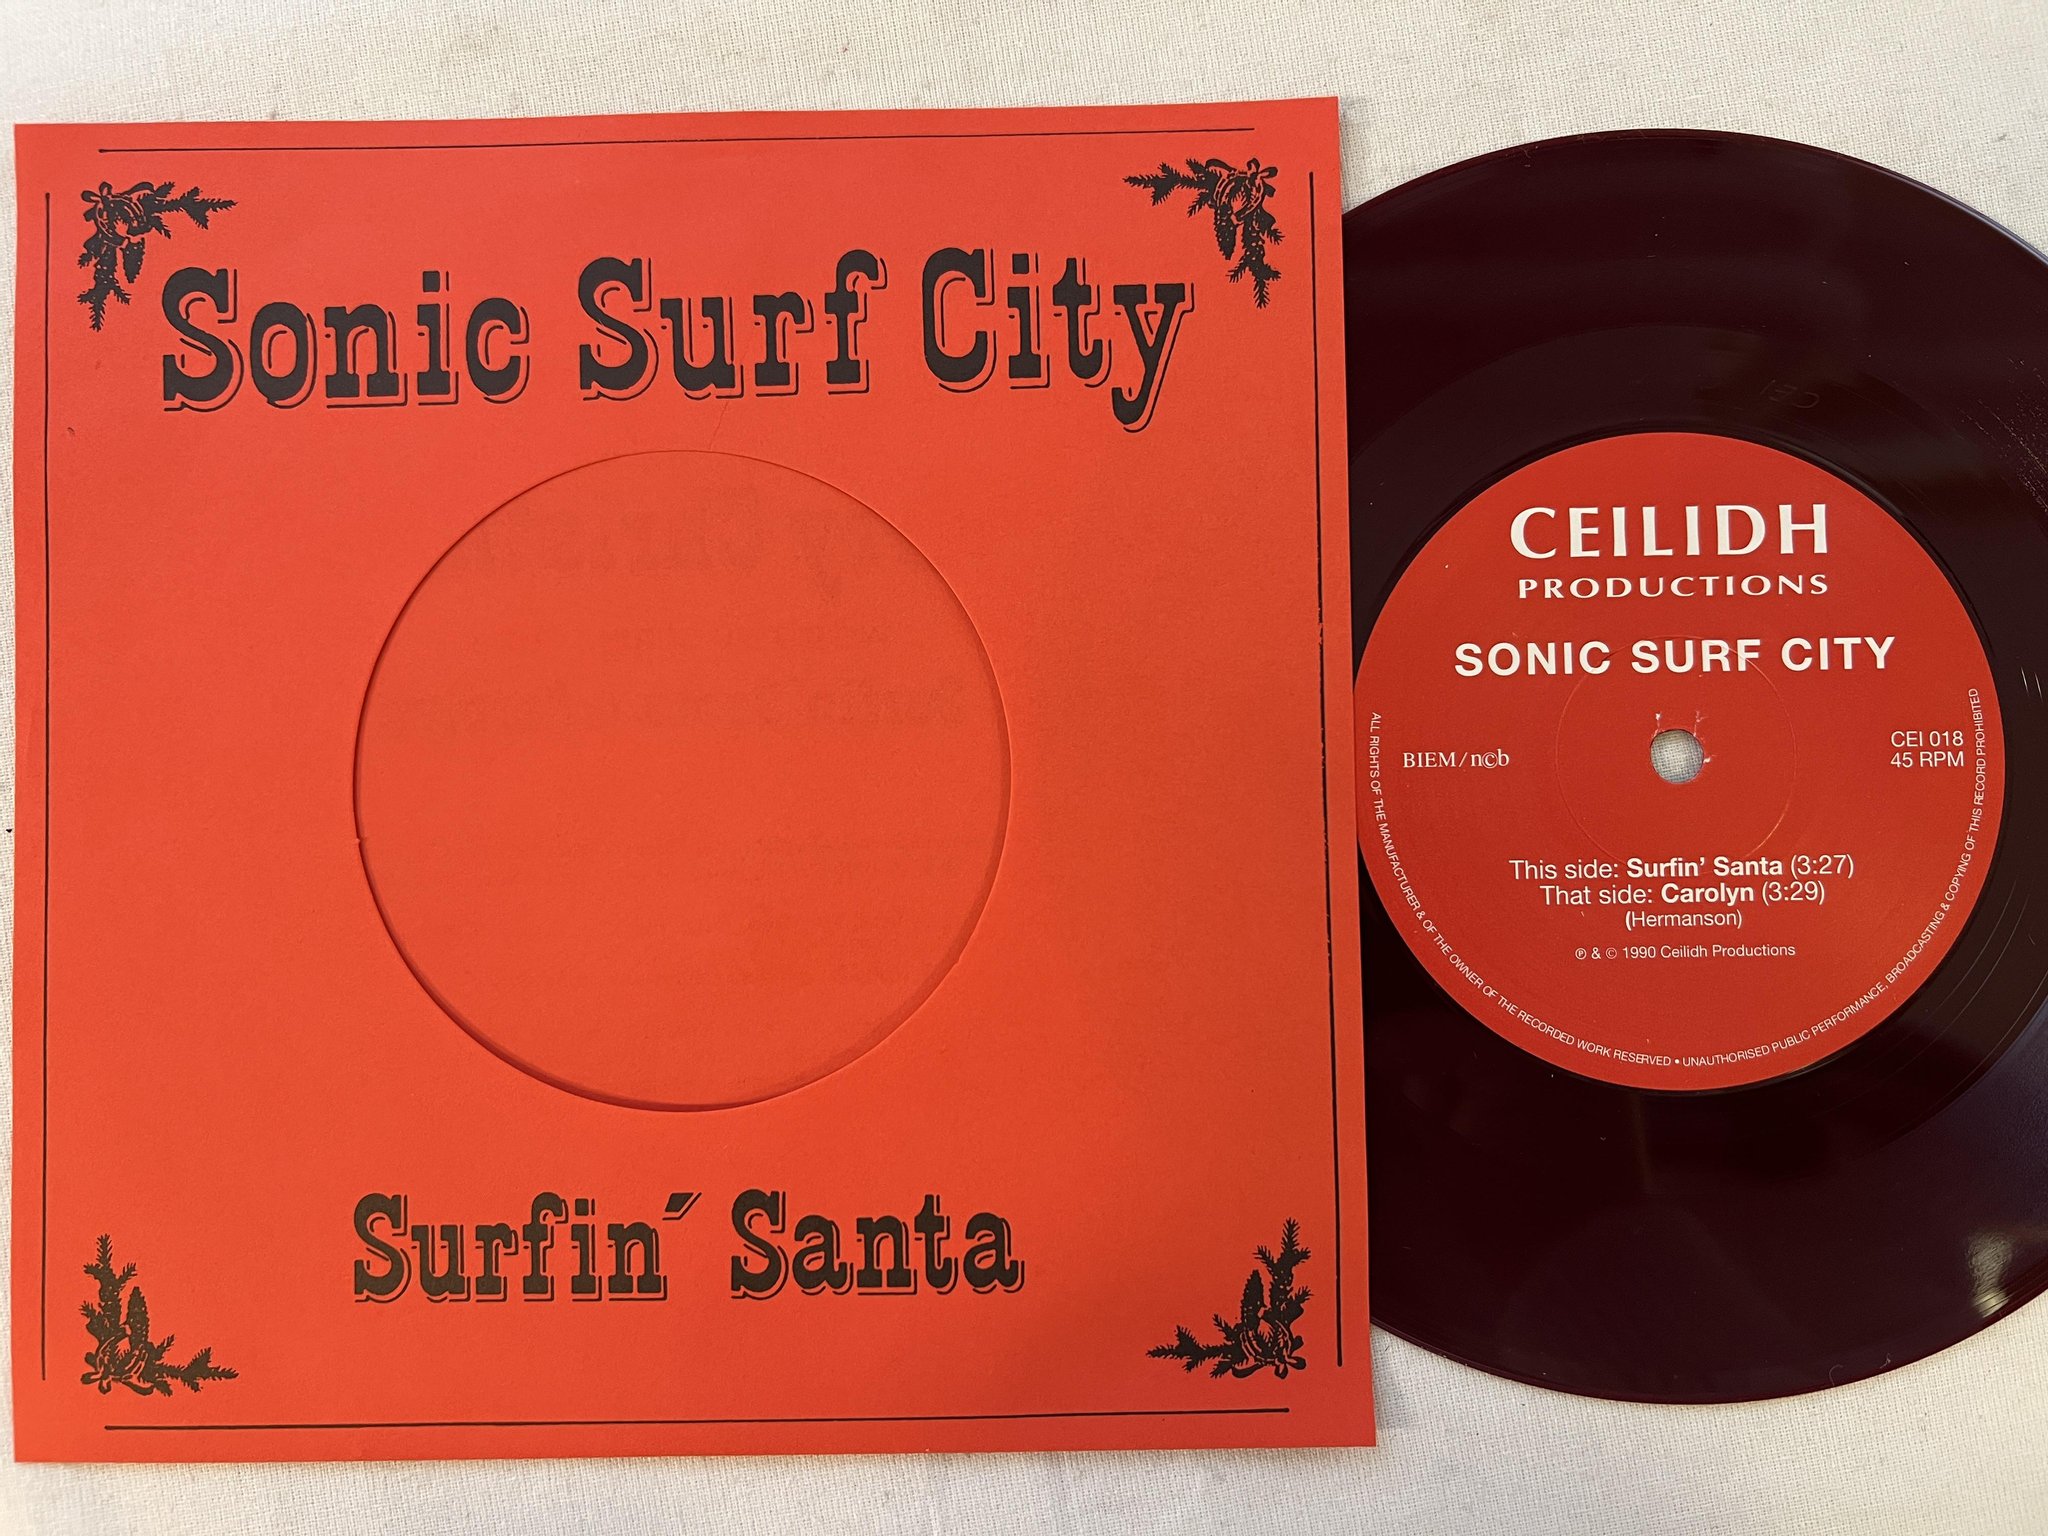 Sonic Surf City
Surfin´ Santa
CEILIDH
PRODUCTIONS
SONIC SURF CITY
BIEM/n©b
CEI 018
45 RPM
This side: Surfin' Santa (3:27)
That side: Carolyn (3:29)
(Hermanson)
℗ & © 1990 Ceilidh Productions
ALL RIGHTS OF THE MANUFACTURER & OF THE OWNER OF THE RECORDED WORK RESERVED • UNAUTHORISED PUBLIC PERFORMANCE, BROADCASTING & COPYING OF THIS RECORD PROHIBITED